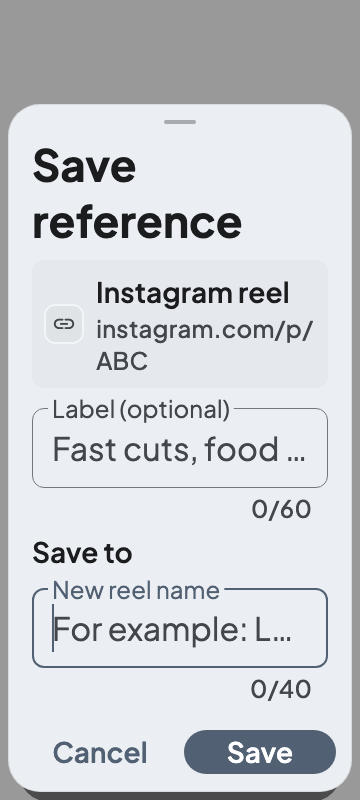 Save
reference
Instagram reel
instagram.com/p/
ABC
Label (optional)
Fast cuts, food ...
0/60
Save to
New reel name
For example: L...
0/40
Cancel
Save